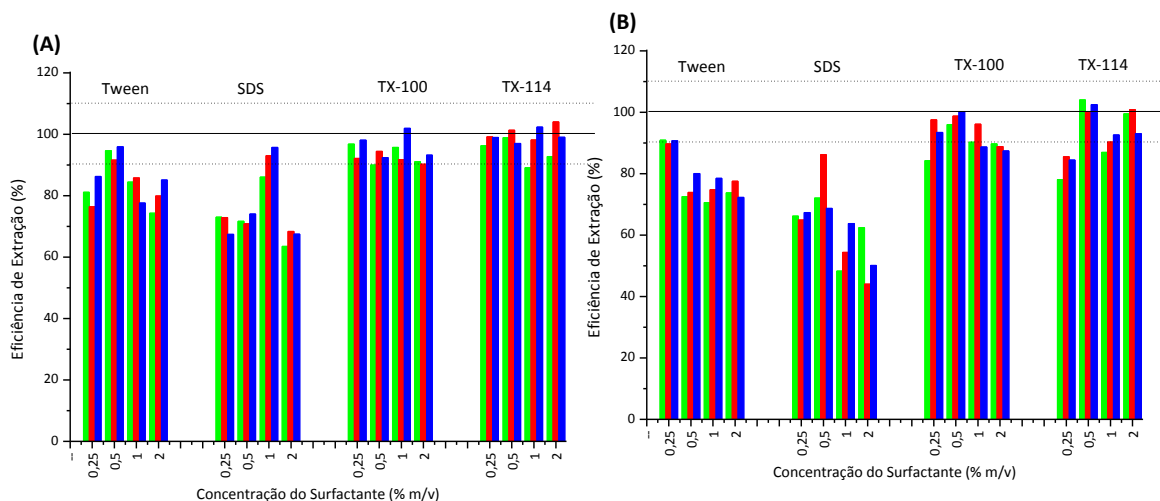 (A)
Tween SDS TX-100 TX-114
120
100
80
60
40
20
0
Eficiência de Extração (%)
-- 0,25 0,5 1 2 0,25 0,5 1 2 0,25 0,5 1 2 0,25 0,5 1 2
Concentração do Surfactante (% m/v)
(B)
Tween SDS TX-100 TX-114
120
100
80
60
40
20
0
Eficiência de Extração (%)
-- 0,25 0,5 1 2 0,25 0,5 1 2 0,25 0,5 1 2 0,25 0,5 1 2
Concentração do Surfactante (% m/v)